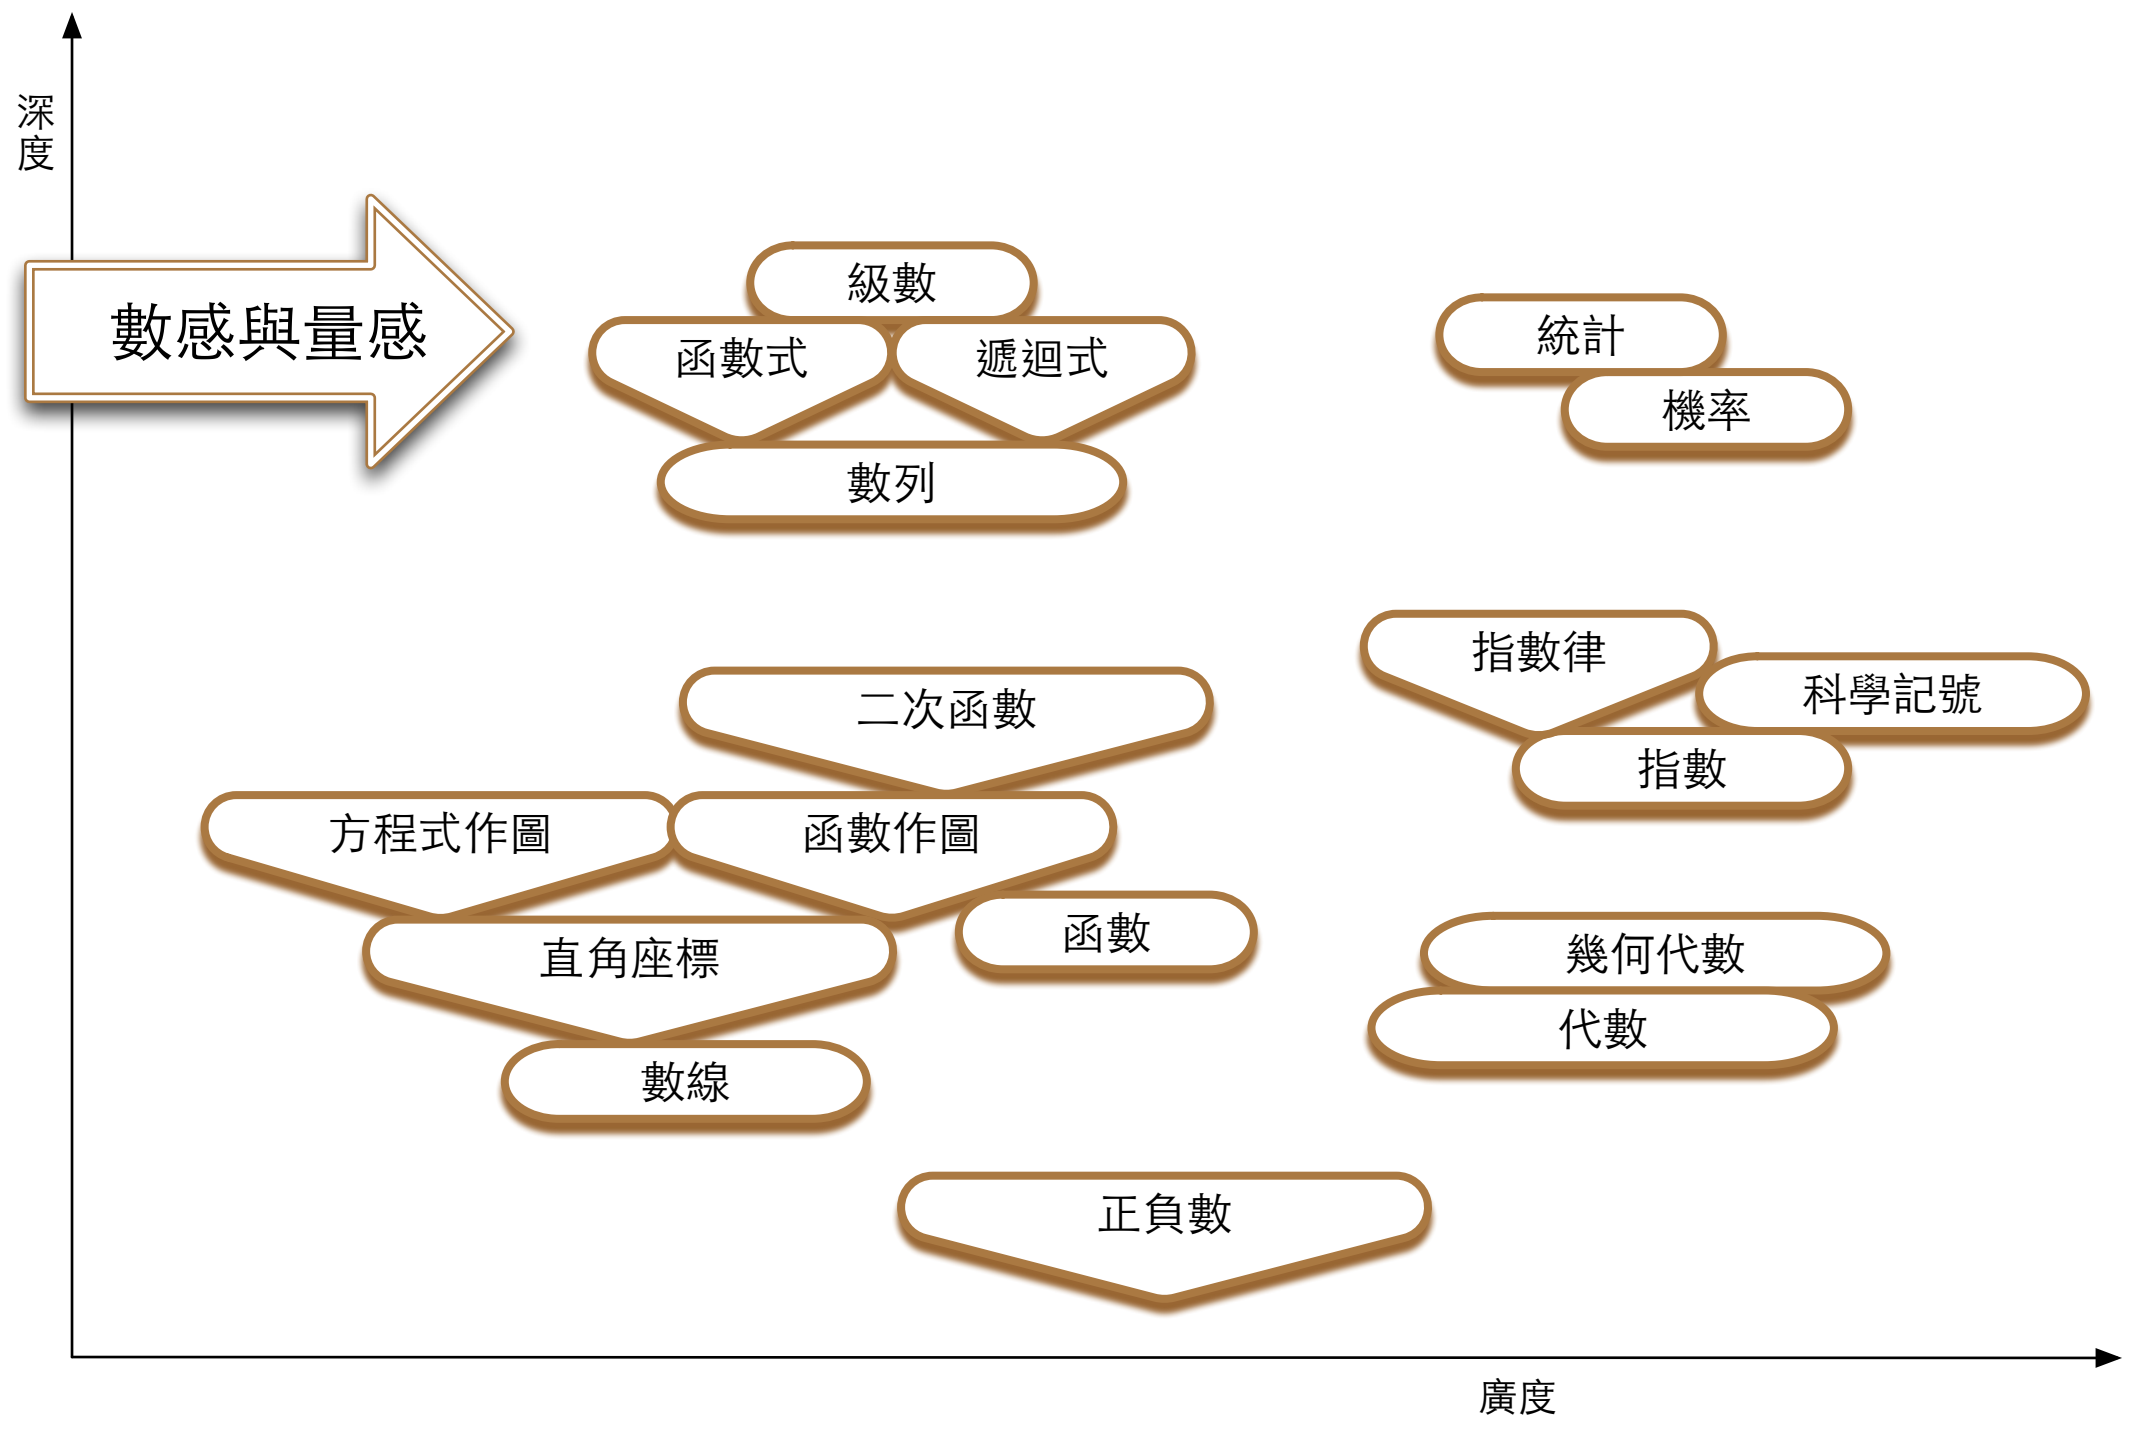 深度
數感與量感
級數
函數式
遞迴式
數列
統計
機率
指數律
科學記號
指數
二次函數
方程式作圖
函數作圖
函數
直角座標
數線
幾何代數
代數
正負數
廣度